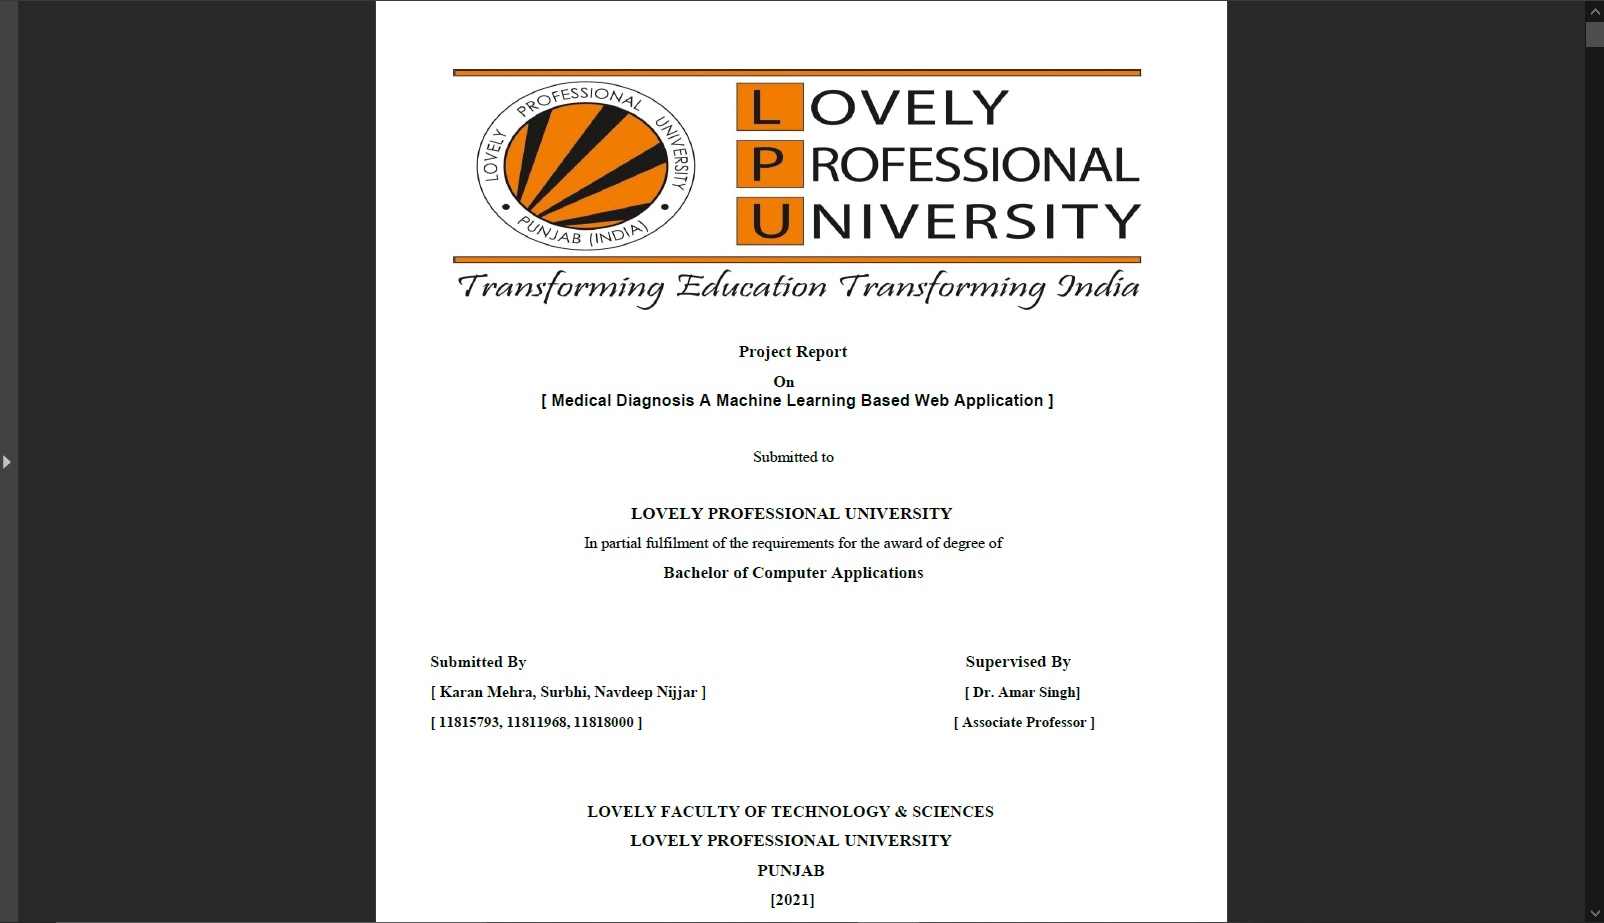 LOVELY PROFESSIONAL UNIVERSITY
PUNJAB (INDIA)
LOVELY
PROFESSIONAL
UNIVERSITY
Transforming Education Transforming India
Project Report
On
[ Medical Diagnosis A Machine Learning Based Web Application ]
Submitted to
LOVELY PROFESSIONAL UNIVERSITY
In partial fulfilment of the requirements for the award of degree of
Bachelor of Computer Applications
Submitted By
Supervised By
[ Karan Mehra, Surbhi, Navdeep Nijjar ]
[ Dr. Amar Singh]
[ 11815793, 11811968, 11818000 ]
[ Associate Professor ]
LOVELY FACULTY OF TECHNOLOGY & SCIENCES
LOVELY PROFESSIONAL UNIVERSITY
PUNJAB
[2021]